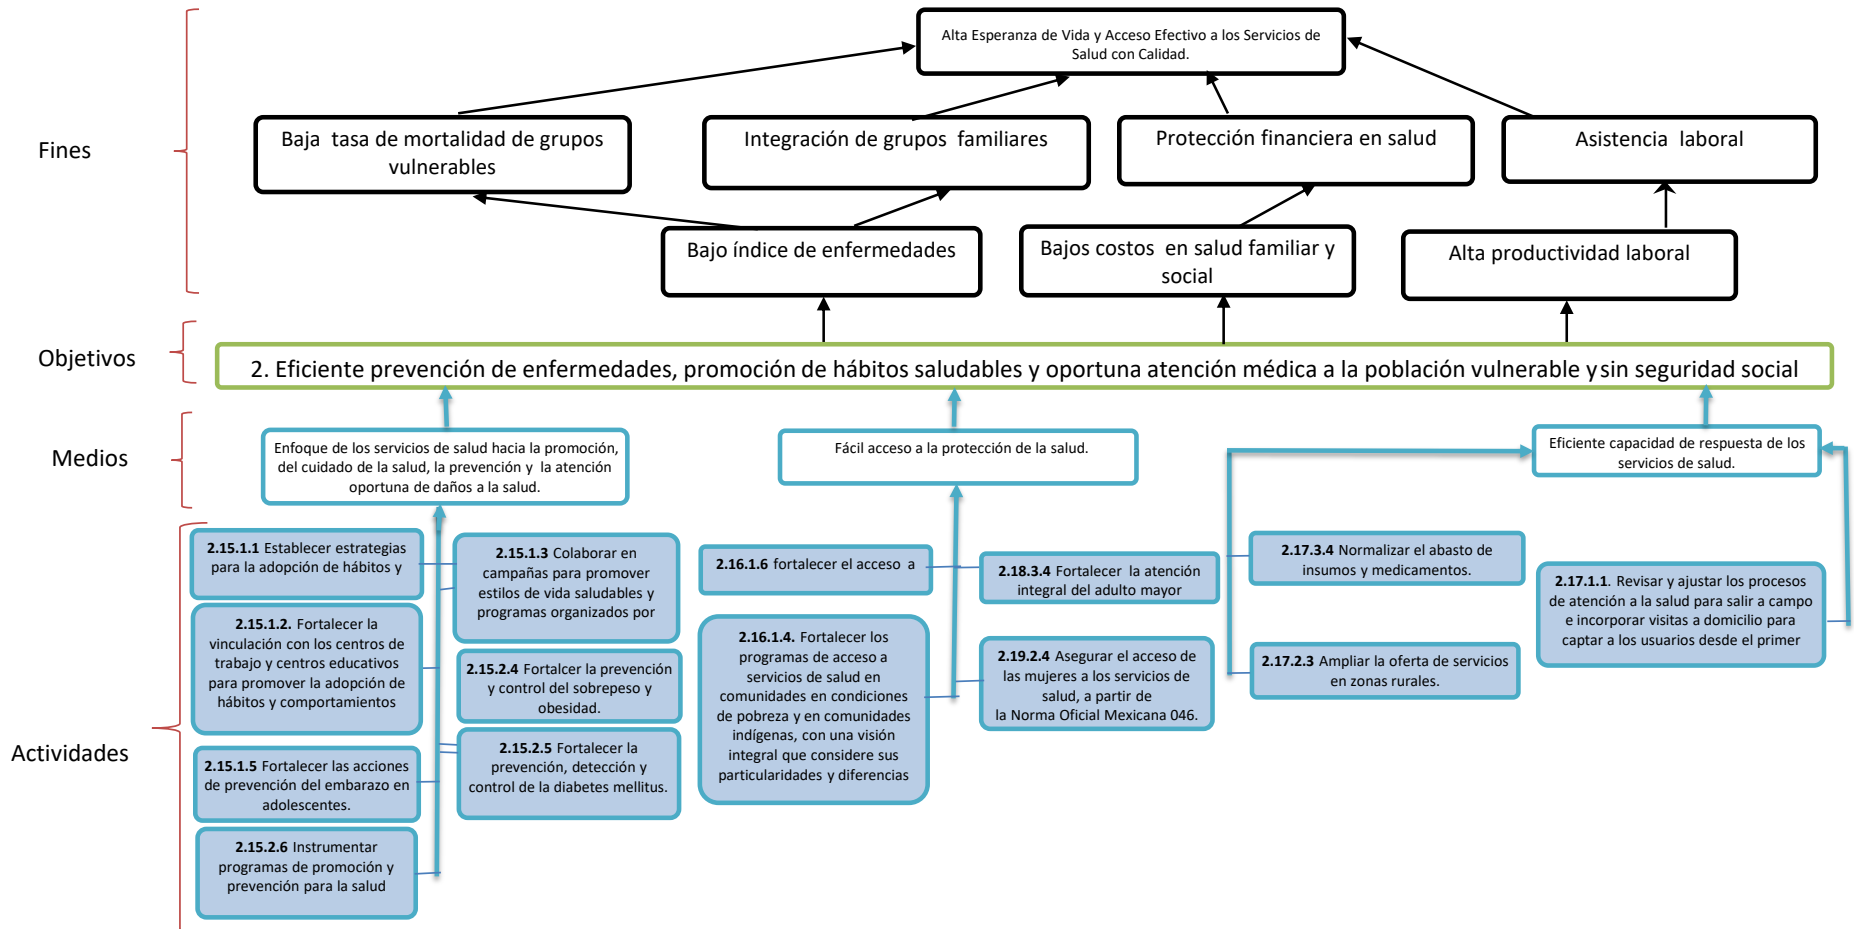 Alta Esperanza de Vida y Acceso Efectivo a los Servicios de
Salud con Calidad.
Fines
Baja tasa de mortalidad de grupos
vulnerables
Integración de grupos familiares
Protección financiera en salud
Asistencia laboral
Bajo índice de enfermedades
Bajos costos en salud familiar y
social
Alta productividad laboral
Objetivos
2. Eficiente prevención de enfermedades, promoción de hábitos saludables y oportuna atención médica a la población vulnerable y sin seguridad social
Medios
Enfoque de los servicios de salud hacia la promoción,
del cuidado de la salud, la prevención y la atención
oportuna de daños a la salud.
Fácil acceso a la protección de la salud.
Eficiente capacidad de respuesta de los
servicios de salud.
Actividades
2.15.1.1 Establecer estrategias
para la adopción de hábitos y
2.15.1.2. Fortalecer la
vinculación con los centros de
trabajo y centros educativos
para promover la adopción de
hábitos y comportamientos
2.15.1.5 Fortalecer las acciones
de prevención del embarazo en
adolescentes.
2.15.2.6 Instrumentar
programas de promoción y
prevención para la salud
2.15.1.3 Colaborar en
campañas para promover
estilos de vida saludables y
programas organizados por
2.15.2.4 Fortalcer la prevención
y control del sobrepeso y
obesidad.
2.15.2.5 Fortalecer la
prevención, detección y
control de la diabetes mellitus.
2.16.1.6 fortalecer el acceso a
2.16.1.4. Fortalecer los
programas de acceso a
servicios de salud en
comunidades en condiciones
de pobreza y en comunidades
indígenas, con una visión
integral que considere sus
particularidades y diferencias
2.18.3.4 Fortalecer la atención
integral del adulto mayor
2.19.2.4 Asegurar el acceso de
las mujeres a los servicios de
salud, a partir de
la Norma Oficial Mexicana 046.
2.17.3.4 Normalizar el abasto de
insumos y medicamentos.
2.17.2.3 Ampliar la oferta de servicios
en zonas rurales.
2.17.1.1. Revisar y ajustar los procesos
de atención a la salud para salir a campo
e incorporar visitas a domicilio para
captar a los usuarios desde el primer